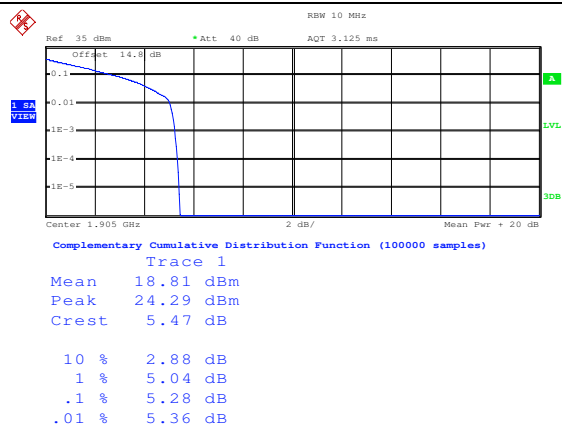 RBW 10 MHz
Ref 35 dBm * Att 40 dB AQT 3.125 ms
Offset 14.8 dB
0.1
A
0.01
1 SA
VIEW
1E-3
LVL
1E-4
1E-5
3DB
Center 1.905 GHz 2 dB/ Mean Pwr + 20 dB
Complementary Cumulative Distribution Function (100000 samples)
Trace 1
Mean 18.81 dBm
Peak 24.29 dBm
Crest 5.47 dB
10 % 2.88 dB
1 % 5.04 dB
.1 % 5.28 dB
.01 % 5.36 dB